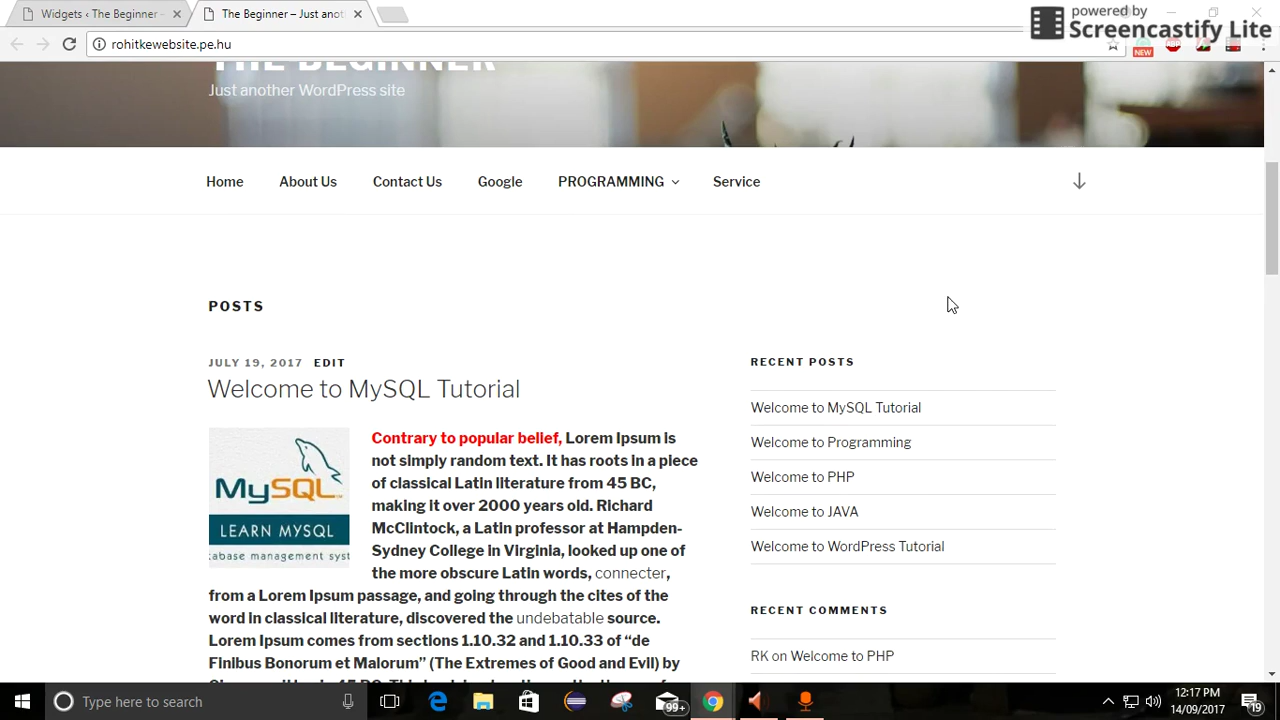 Widgets ‹ The Beginner –
The Beginner – Just anot
powered by
Screencastify Lite
rohitkewebsite.pe.hu
NEW
ABP
THE BEGINNER
Just another WordPress site
Home About Us Contact Us Google PROGRAMMING Service
POSTS
JULY 19, 2017 EDIT
Welcome to MySQL Tutorial
MySQL
LEARN MYSQL
tabase management syst
Contrary to popular belief, Lorem Ipsum is
not simply random text. It has roots in a piece
of classical Latin literature from 45 BC,
making it over 2000 years old. Richard
McClintock, a Latin professor at Hampden-
Sydney College in Virginia, looked up one of
the more obscure Latin words, connecter,
from a Lorem Ipsum passage, and going through the cites of the
word in classical literature, discovered the undebatable source.
Lorem Ipsum comes from sections 1.10.32 and 1.10.33 of “de
Finibus Bonorum et Malorum” (The Extremes of Good and Evil) by
RECENT POSTS
Welcome to MySQL Tutorial
Welcome to Programming
Welcome to PHP
Welcome to JAVA
Welcome to WordPress Tutorial
RECENT COMMENTS
RK on Welcome to PHP
Type here to search
99+
12:17 PM
14/09/2017
19